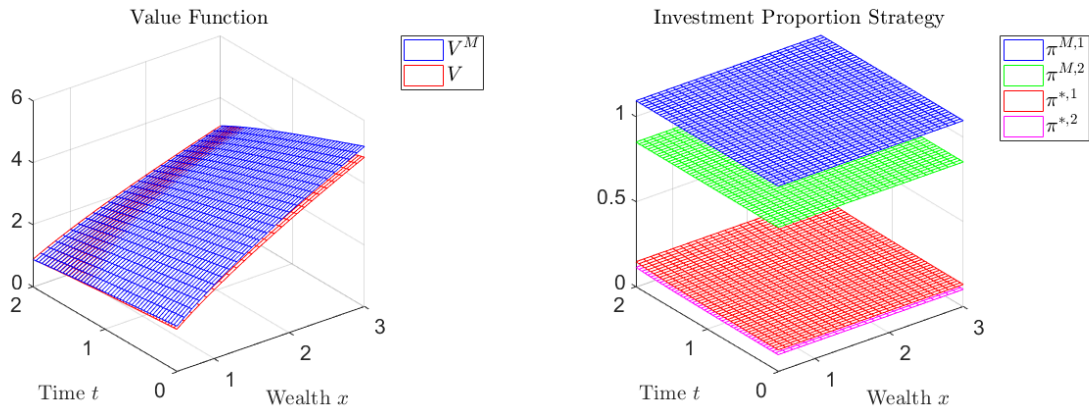 Value Function
V^M
V
6
4
2
0
2
1
0
1
2
3
Time t
Wealth x
Investment Proportion Strategy
π^{M,1}
π^{M,2}
π^{*,1}
π^{*,2}
1
0.5
0
2
1
0
1
2
3
Time t
Wealth x